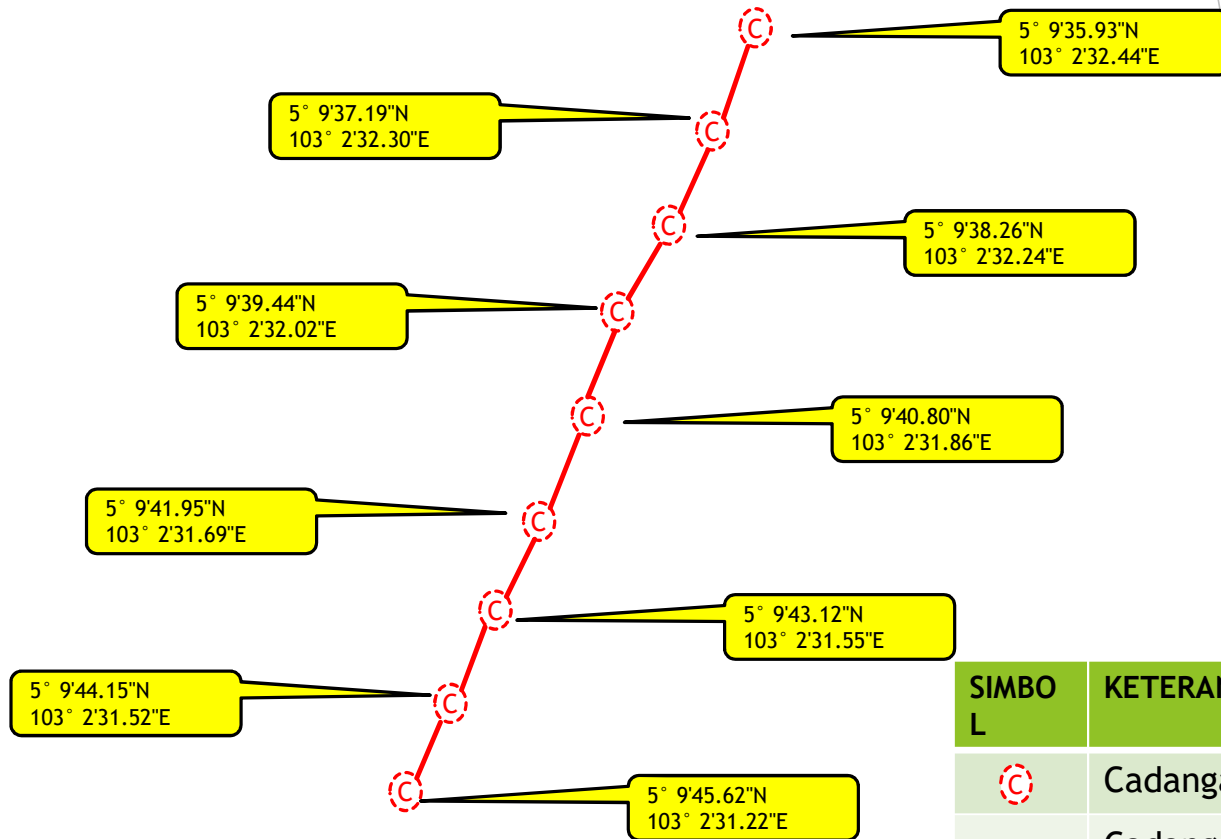 C
5° 9'35.93"N
103° 2'32.44"E
5° 9'37.19"N
103° 2'32.30"E
C
C
5° 9'38.26"N
103° 2'32.24"E
5° 9'39.44"N
103° 2'32.02"E
C
C
5° 9'40.80"N
103° 2'31.86"E
5° 9'41.95"N
103° 2'31.69"E
C
C
5° 9'43.12"N
103° 2'31.55"E
5° 9'44.15"N
103° 2'31.52"E
C
C
5° 9'45.62"N
103° 2'31.22"E
SIMBO
L
KETERAN
C
Cadanga